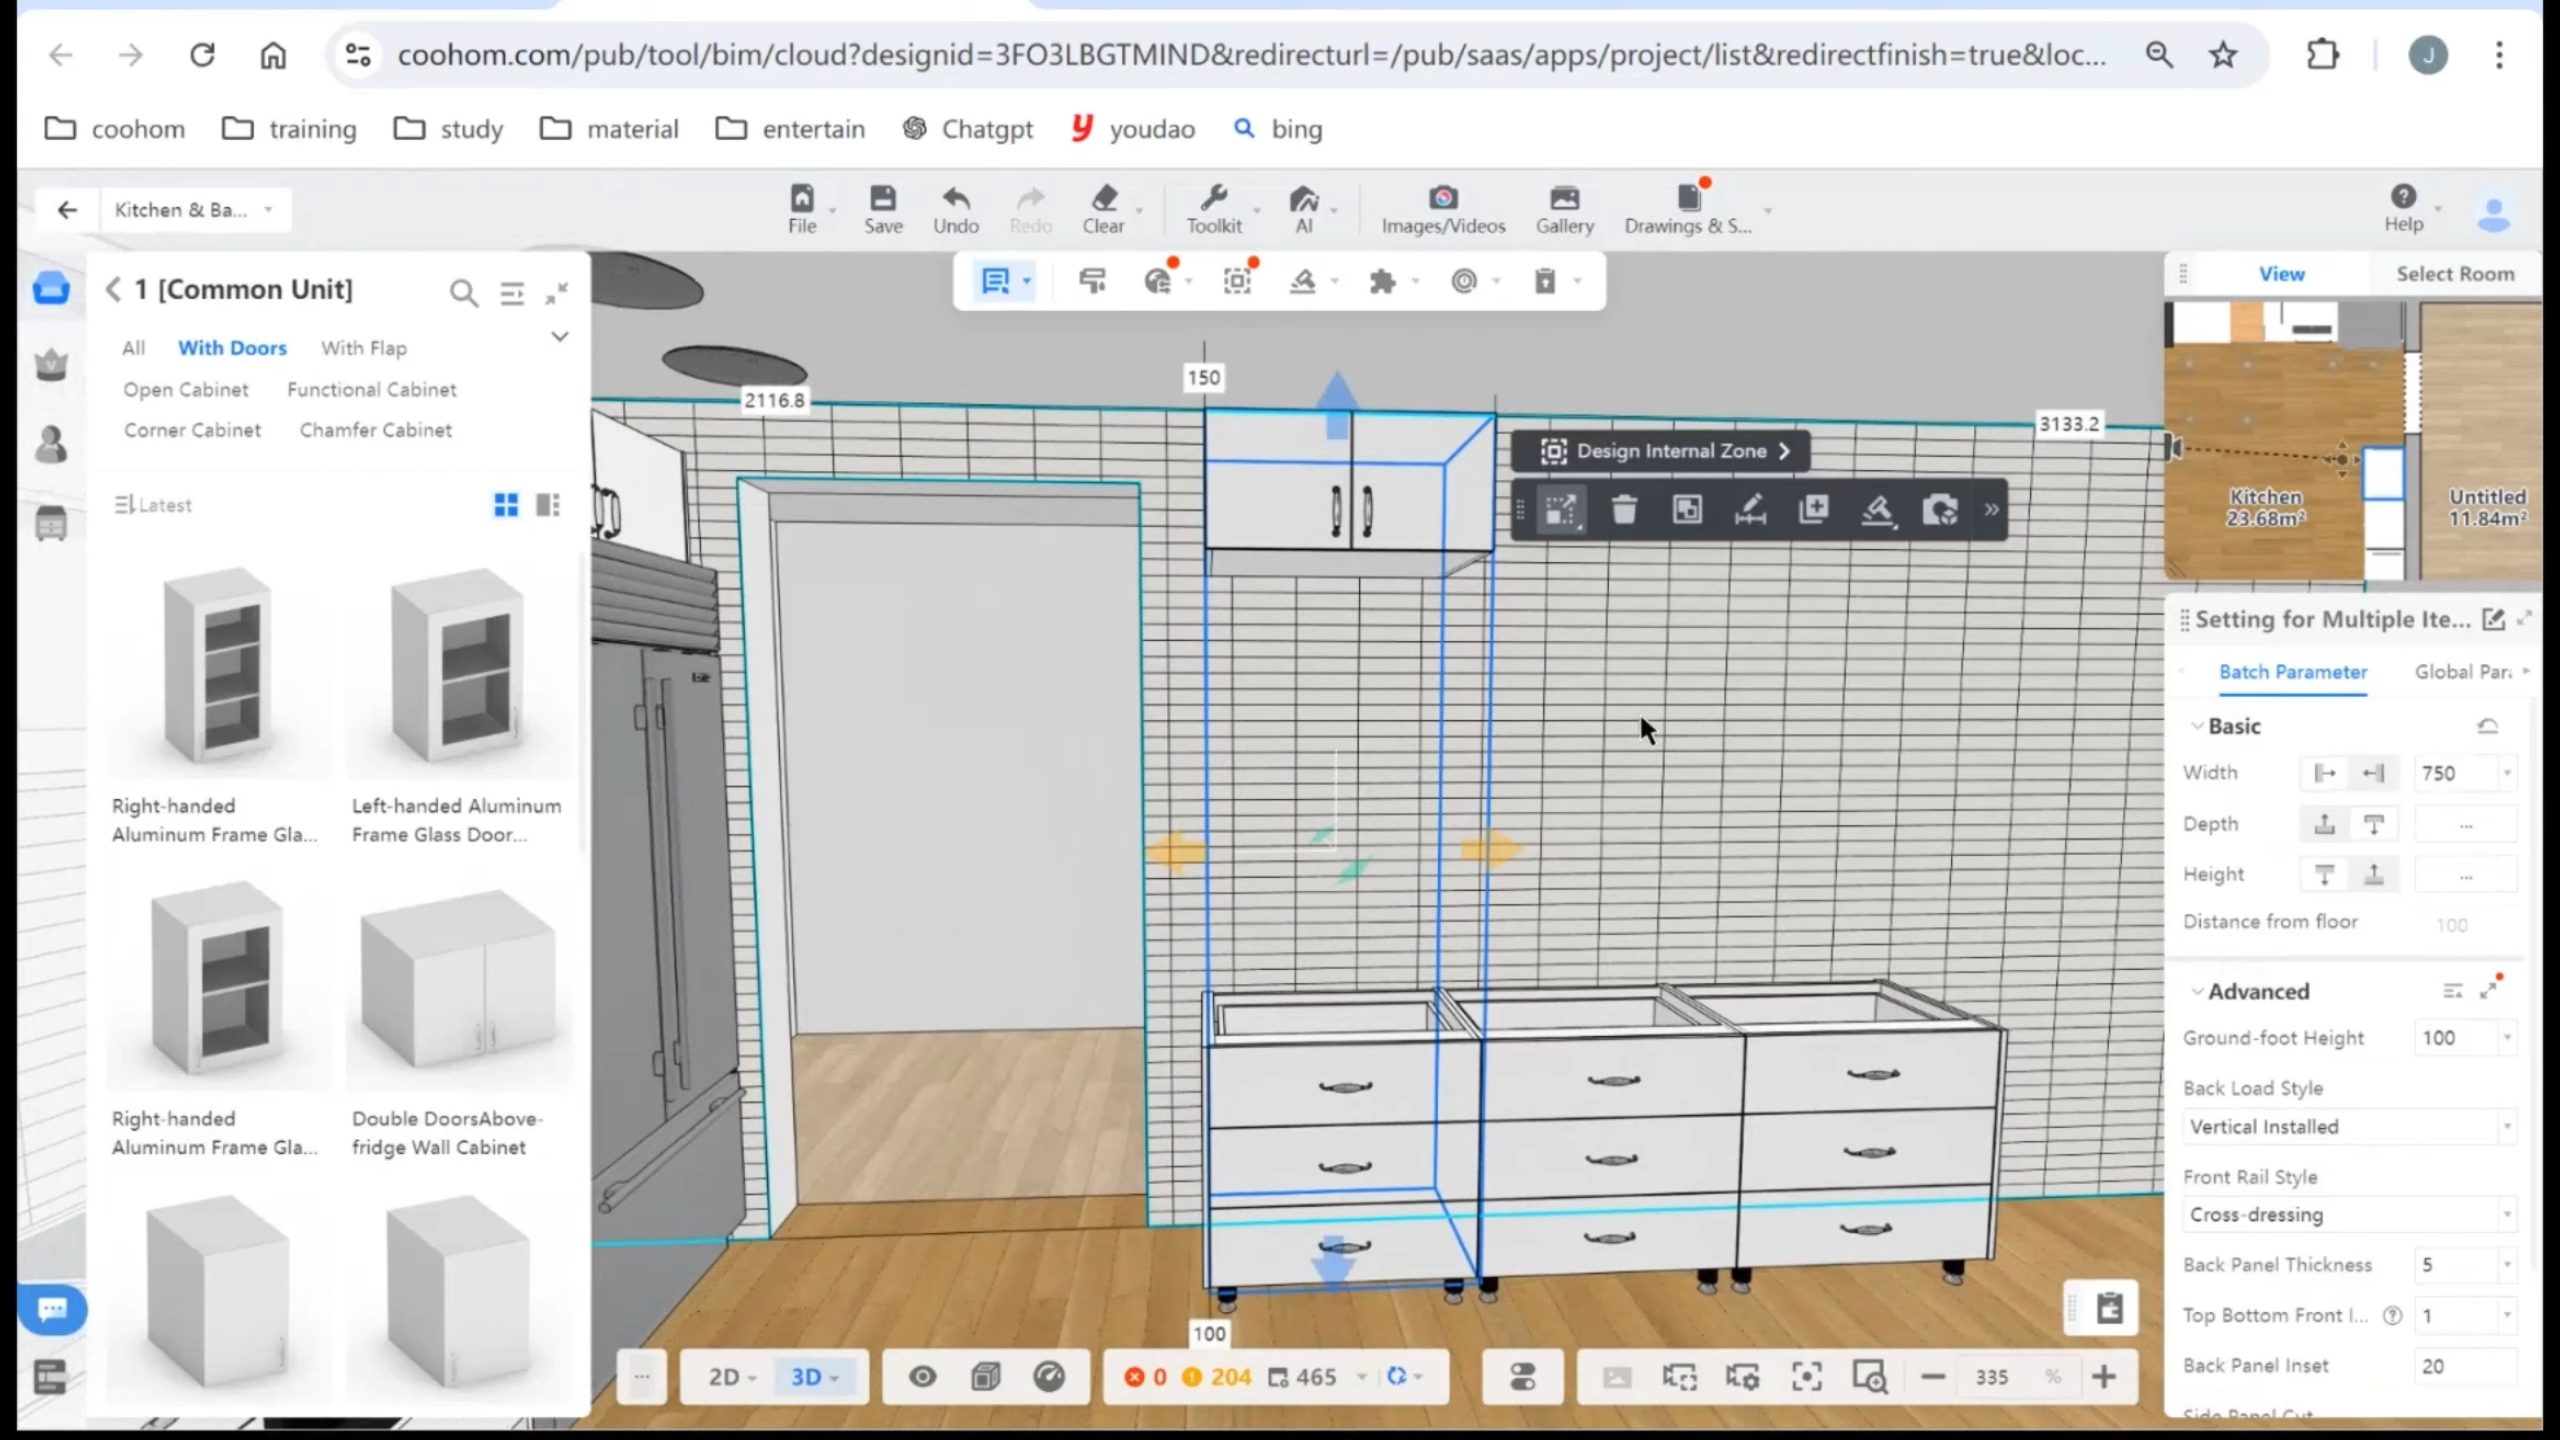 coohom.com/pub/tool/bim/cloud?designid=3FO3LBGTMIND&redirecturl=/pub/saas/apps/project/list&redirectfinish=true&loc...
J
coohom
training
study
material
entertain
Chatgpt
y youdao
bing
Kitchen & Ba...
File
Save
Undo
Redo
Clear
Toolkit
AI
Images/Videos
Gallery
Drawings & S...
Help
1 [Common Unit]
All
With Doors
With Flap
Open Cabinet
Functional Cabinet
Corner Cabinet
Chamfer Cabinet
Latest
Right-handed
Aluminum Frame Gla...
Left-handed Aluminum
Frame Glass Door...
Right-handed
Aluminum Frame Gla...
Double DoorsAbove-
fridge Wall Cabinet
2116.8
150
3133.2
Design Internal Zone
100
View
Select Room
Kitchen
23.68m²
Untitled
11.84m²
Setting for Multiple Ite...
Batch Parameter
Global Par
Basic
Width
750
Depth
...
Height
...
Distance from floor
100
Advanced
Ground-foot Height
100
Back Load Style
Vertical Installed
Front Rail Style
Cross-dressing
Back Panel Thickness
5
Top Bottom Front I...
1
Back Panel Inset
20
Side Panel Cut
...
2D
3D
0
204
465
335
%